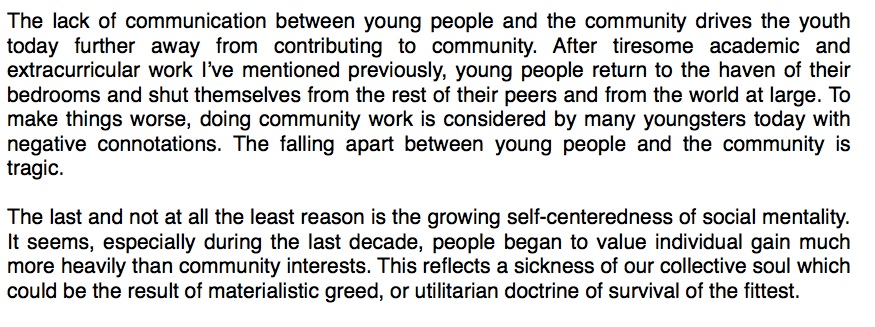 The lack of communication between young people and the community drives the youth
today further away from contributing to community. After tiresome academic and
extracurricular work I've mentioned previously, young people return to the haven of their
bedrooms and shut themselves from the rest of their peers and from the world at large. To
make things worse, doing community work is considered by many youngsters today with
negative connotations. The falling apart between young people and the community is
tragic.
The last and not at all the least reason is the growing self-centeredness of social mentality.
It seems, especially during the last decade, people began to value individual gain much
more heavily than community interests. This reflects a sickness of our collective soul which
could be the result of materialistic greed, or utilitarian doctrine of survival of the fittest.